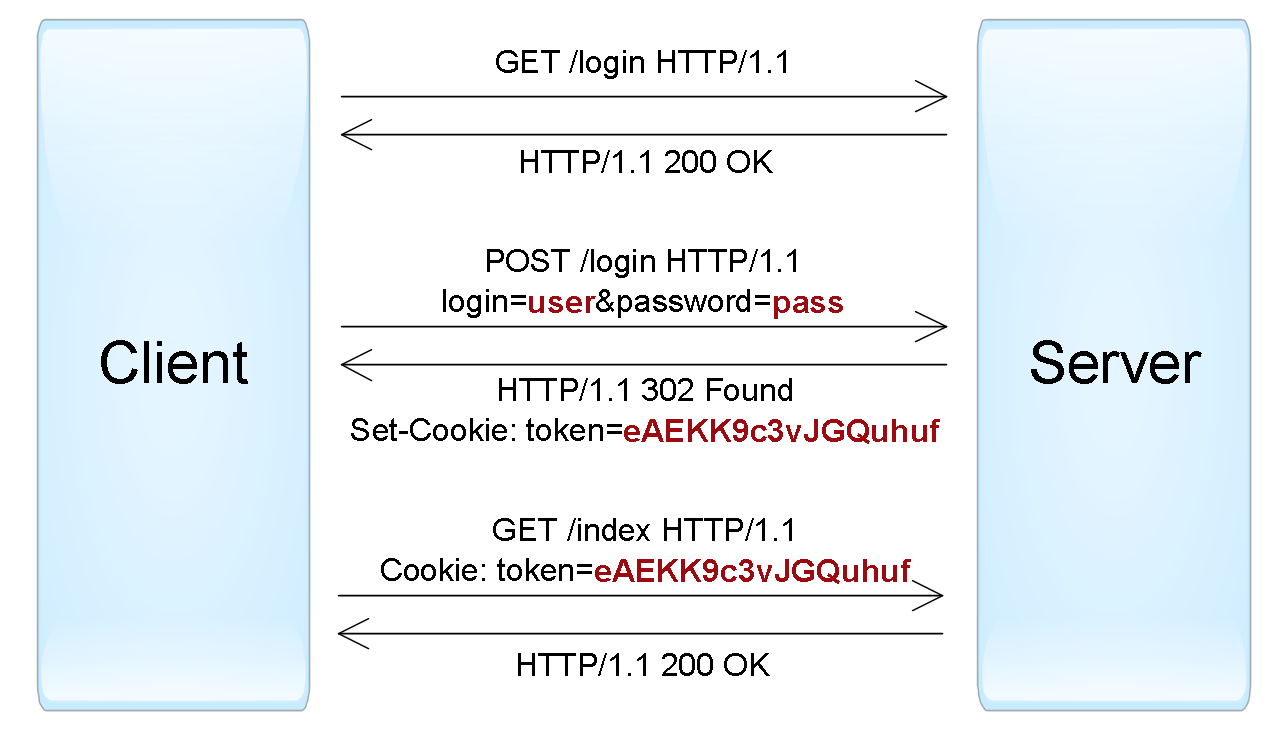 GET /login HTTP/1.1
HTTP/1.1 200 OK
POST /login HTTP/1.1
login=user&password=pass
Client
Server
HTTP/1.1 302 Found
Set-Cookie: token=eAEKK9c3vJGQuhuf
GET /index HTTP/1.1
Cookie: token=eAEKK9c3vJGQuhuf
HTTP/1.1 200 OK